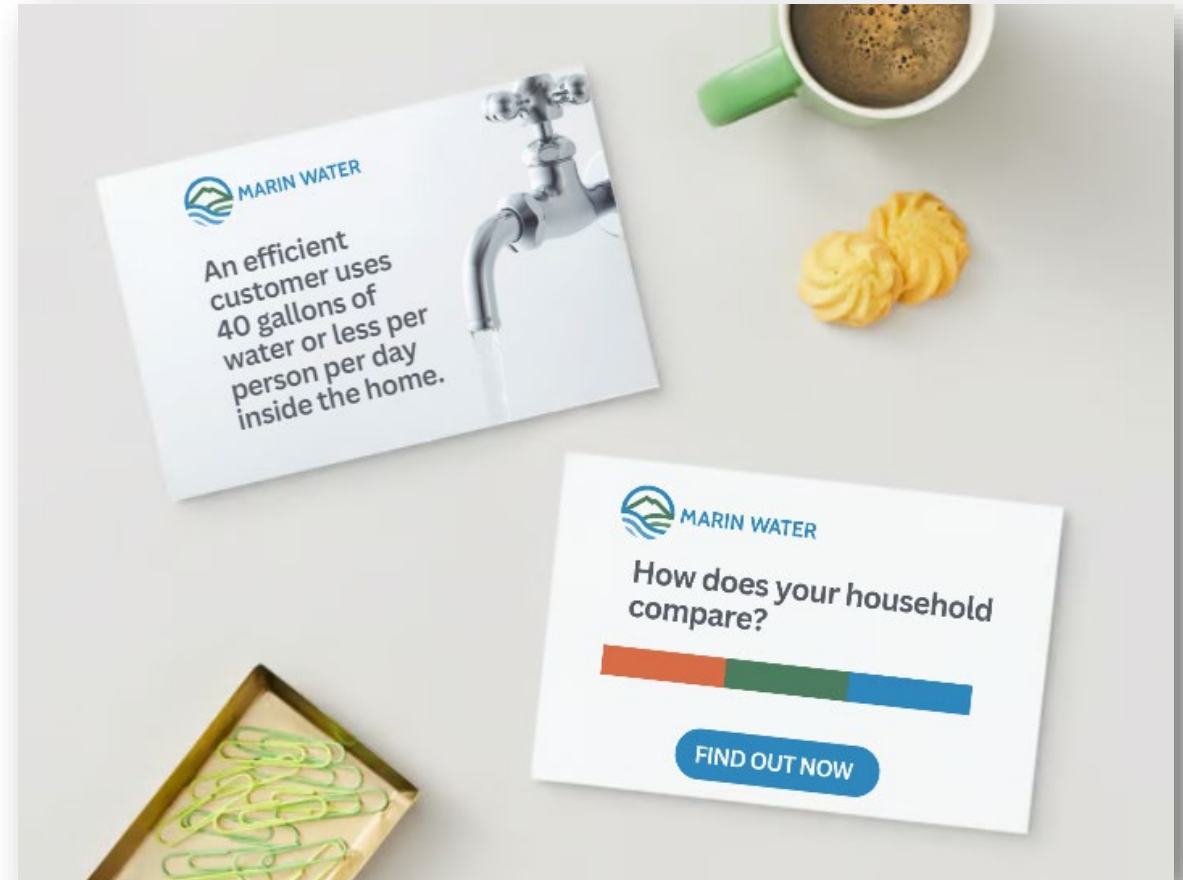 MARIN WATER
An efficient
customer uses
40 gallons of
water or less per
person per day
inside the home.
MARIN WATER
How does your household
compare?
FIND OUT NOW